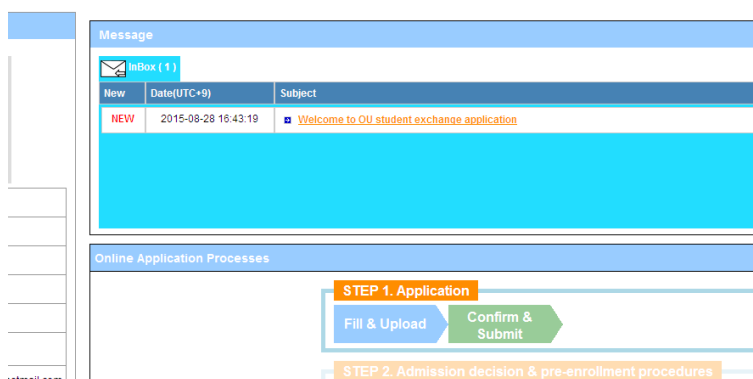 Message
InBox ( 1 )
New Date(UTC+9) Subject
NEW 2015-08-28 16:43:19 Welcome to OU student exchange application
Online Application Processes
STEP 1. Application
Fill & Upload
Confirm &
Submit
STEP 2. Admission decision & pre-enrollment procedures